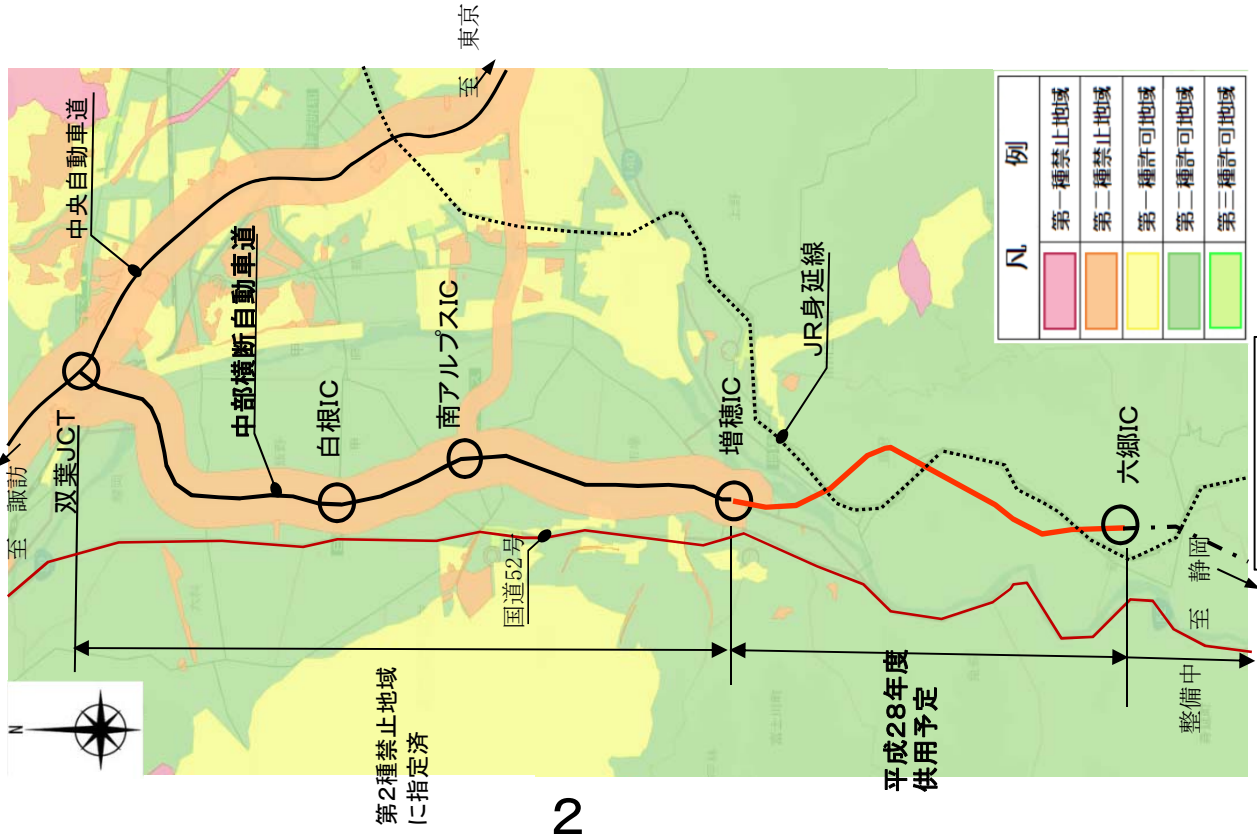 N
至 諏訪
双葉JCT
中央自動車道
至 東京
中部横断自動車道
白根IC
南アルプスIC
国道52号
増穂IC
JR身延線
六郷IC
至 静岡
整備中
第2種禁止地域
に指定済
平成28年度
供用予定
凡 例
第一種禁止地域
第二種禁止地域
第一種許可地域
第二種許可地域
第三種許可地域
2